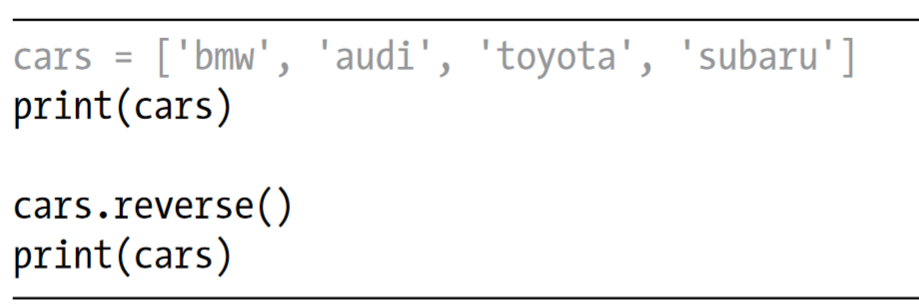 cars = ['bmw', 'audi', 'toyota', 'subaru']
print(cars)
cars.reverse()
print(cars)